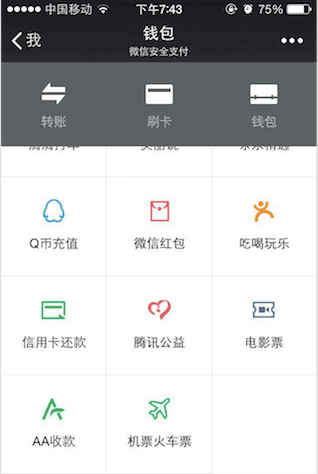 中国移动 下午7:43 75%
我 钱包
微信安全支付
转账 刷卡 钱包
Q币充值 微信红包 吃喝玩乐
信用卡还款 腾讯公益 电影票
AA收款 机票火车票